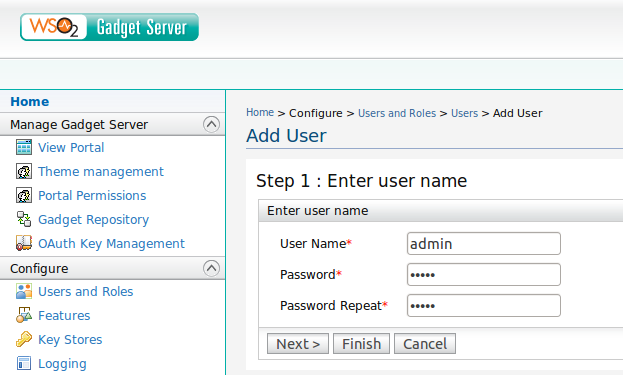 WSO2 Gadget Server
Home
Manage Gadget Server
View Portal
Theme management
Portal Permissions
Gadget Repository
OAuth Key Management
Configure
Users and Roles
Features
Key Stores
Logging
Home > Configure > Users and Roles > Users > Add User
Add User
Step 1 : Enter user name
Enter user name
User Name* admin
Password* •••••
Password Repeat* •••••
Next > Finish Cancel